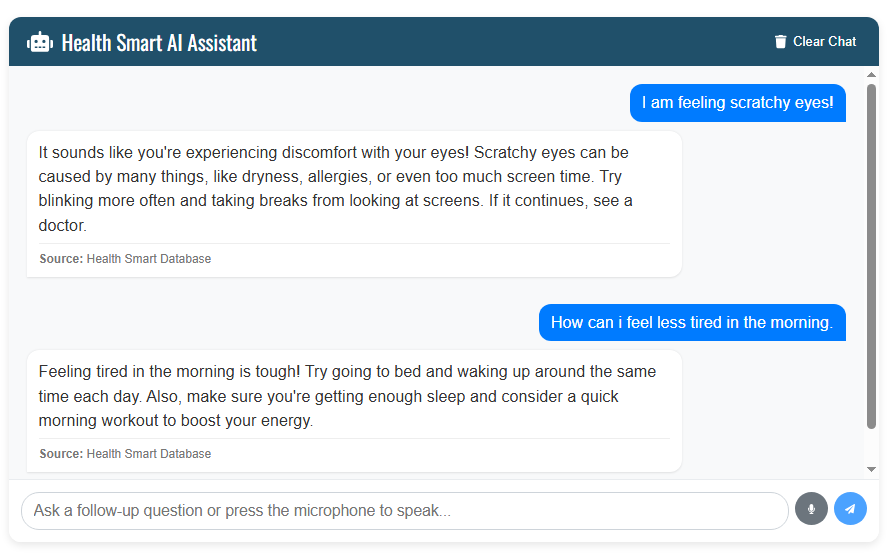 Health Smart AI Assistant
Clear Chat
I am feeling scratchy eyes!
It sounds like you're experiencing discomfort with your eyes! Scratchy eyes can be
caused by many things, like dryness, allergies, or even too much screen time. Try
blinking more often and taking breaks from looking at screens. If it continues, see a
doctor.
Source: Health Smart Database
How can i feel less tired in the morning.
Feeling tired in the morning is tough! Try going to bed and waking up around the same
time each day. Also, make sure you're getting enough sleep and consider a quick
morning workout to boost your energy.
Source: Health Smart Database
Ask a follow-up question or press the microphone to speak...